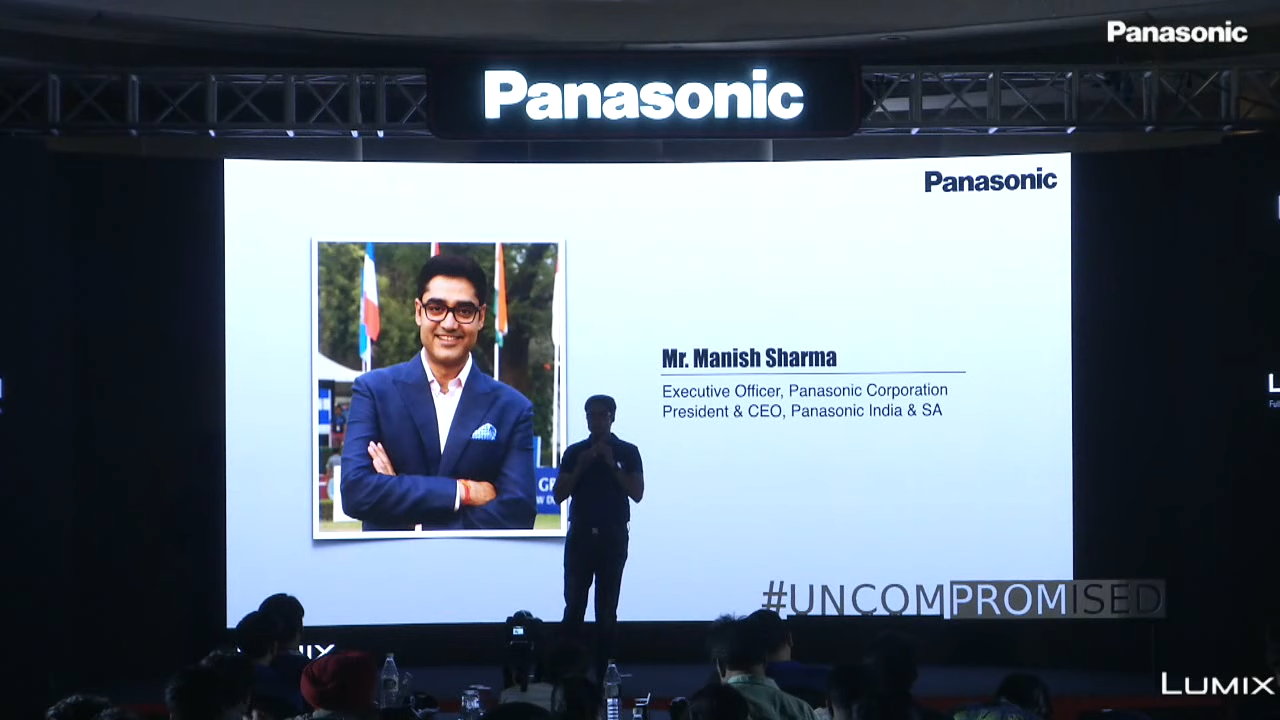 Panasonic
Panasonic
Panasonic
Mr. Manish Sharma
Executive Officer, Panasonic Corporation
President & CEO, Panasonic India & SA
#UNCOMPROMISED
LUMIX